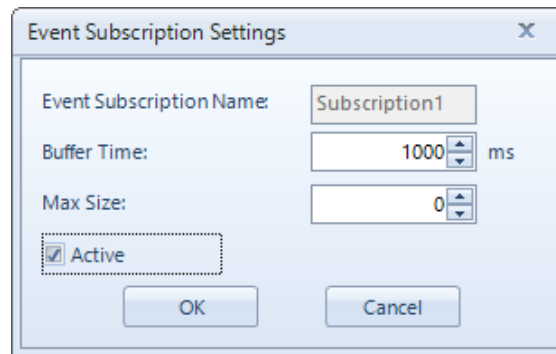 Event Subscription Settings
Event Subscription Name: Subscription1
Buffer Time: 1000 ms
Max Size: 0
Active
OK Cancel